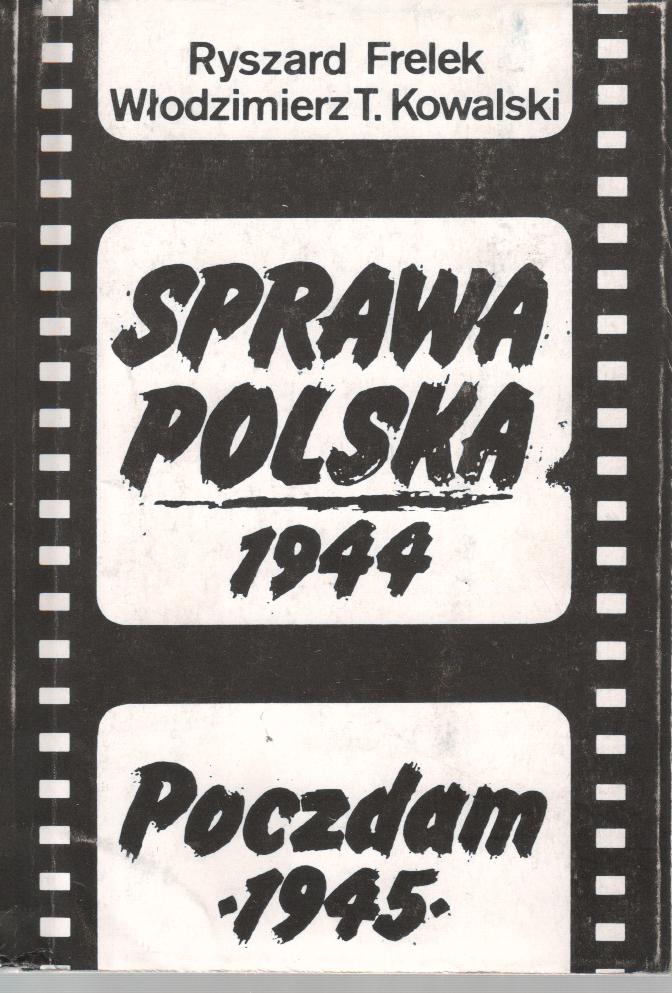 Ryszard Frelek
Włodzimierz T. Kowalski
SPRAWA
POLSKA
1944
Poczdam
·1945·